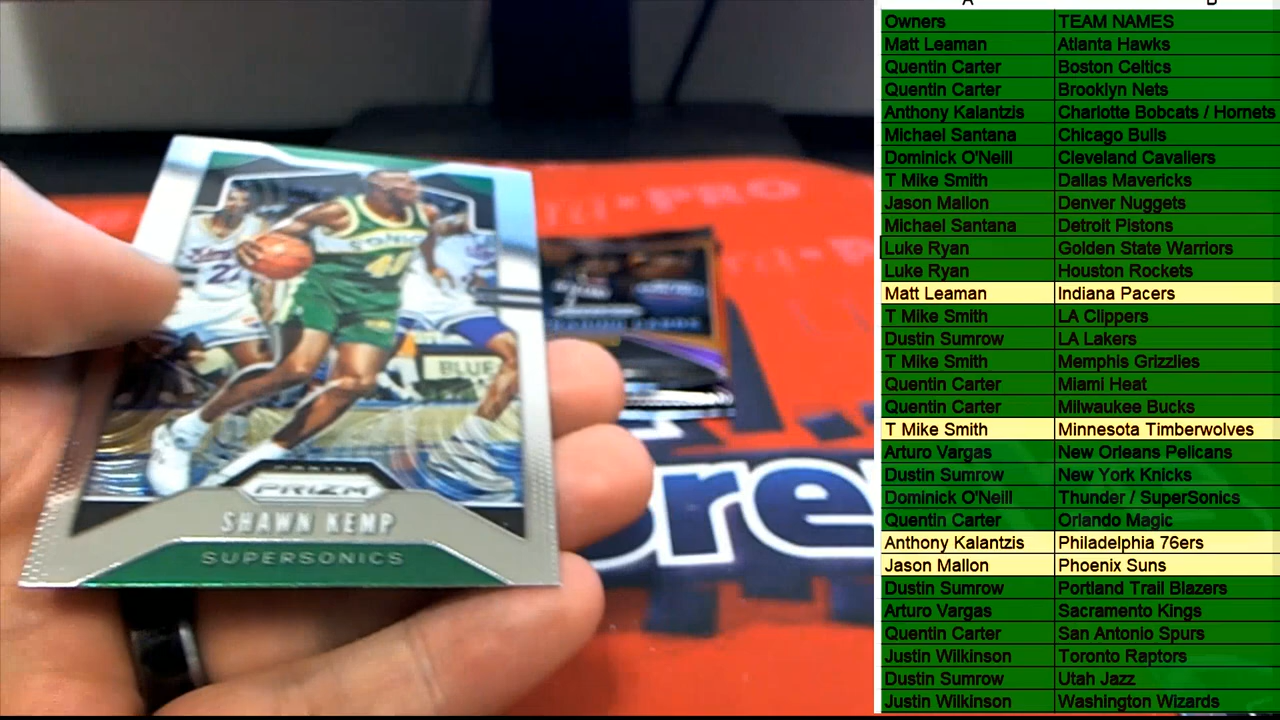 A B
Owners TEAM NAMES
Matt Leaman Atlanta Hawks
Quentin Carter Boston Celtics
Quentin Carter Brooklyn Nets
Anthony Kalantzis Charlotte Bobcats / Hornets
Michael Santana Chicago Bulls
Dominick O'Neill Cleveland Cavaliers
T Mike Smith Dallas Mavericks
Jason Mallon Denver Nuggets
Michael Santana Detroit Pistons
Luke Ryan Golden State Warriors
Luke Ryan Houston Rockets
Matt Leaman Indiana Pacers
T Mike Smith LA Clippers
Dustin Sumrow LA Lakers
T Mike Smith Memphis Grizzlies
Quentin Carter Miami Heat
Quentin Carter Milwaukee Bucks
T Mike Smith Minnesota Timberwolves
Arturo Vargas New Orleans Pelicans
Dustin Sumrow New York Knicks
Dominick O'Neill Thunder / SuperSonics
Quentin Carter Orlando Magic
Anthony Kalantzis Philadelphia 76ers
Jason Mallon Phoenix Suns
Dustin Sumrow Portland Trail Blazers
Arturo Vargas Sacramento Kings
Quentin Carter San Antonio Spurs
Justin Wilkinson Toronto Raptors
Dustin Sumrow Utah Jazz
Justin Wilkinson Washington Wizards
PRO
SONIC
40
BLUE
PANINI
PRIZM
SHAWN KEMP
SUPERSONICS